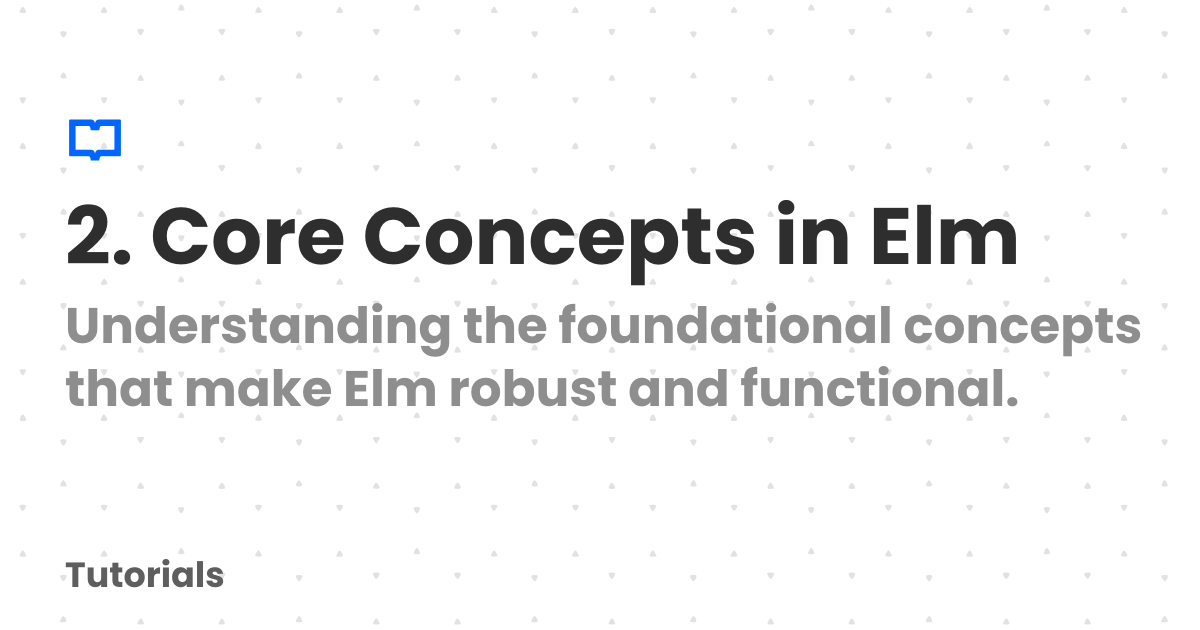 2. Core Concepts in Elm
Understanding the foundational concepts
that make Elm robust and functional.
Tutorials